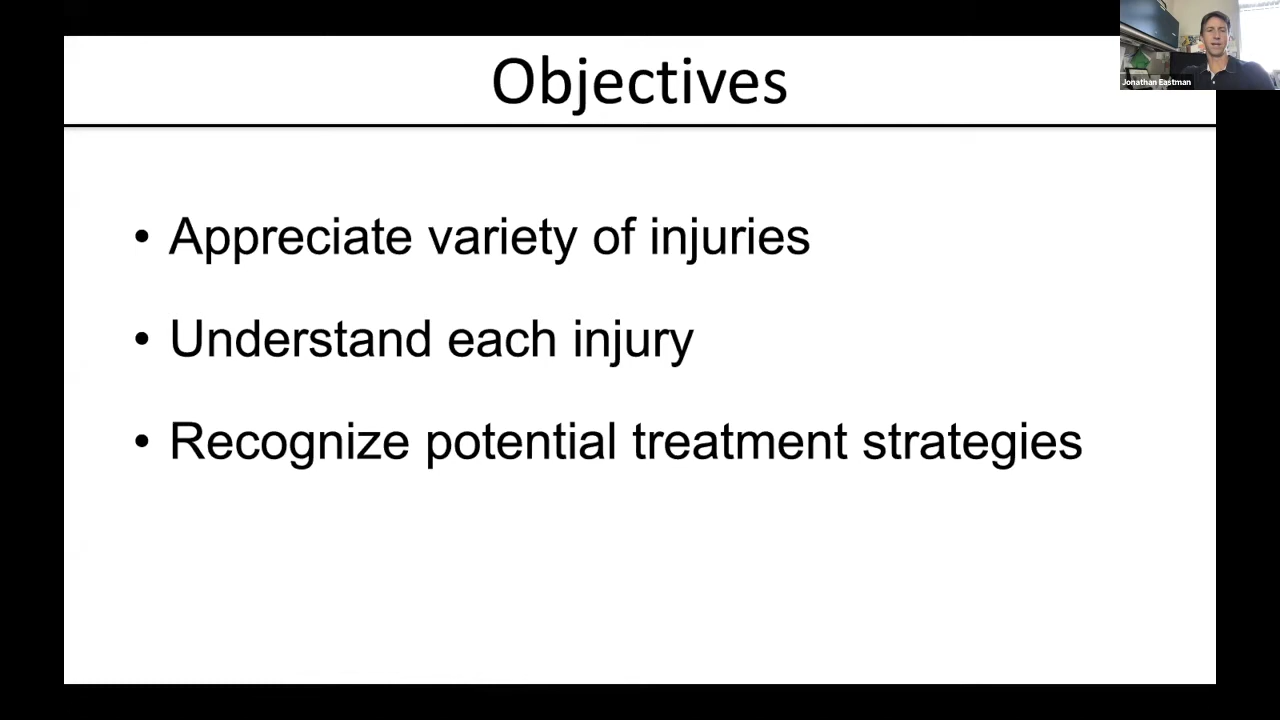 Objectives
Jonathan Eastman
• Appreciate variety of injuries
• Understand each injury
• Recognize potential treatment strategies